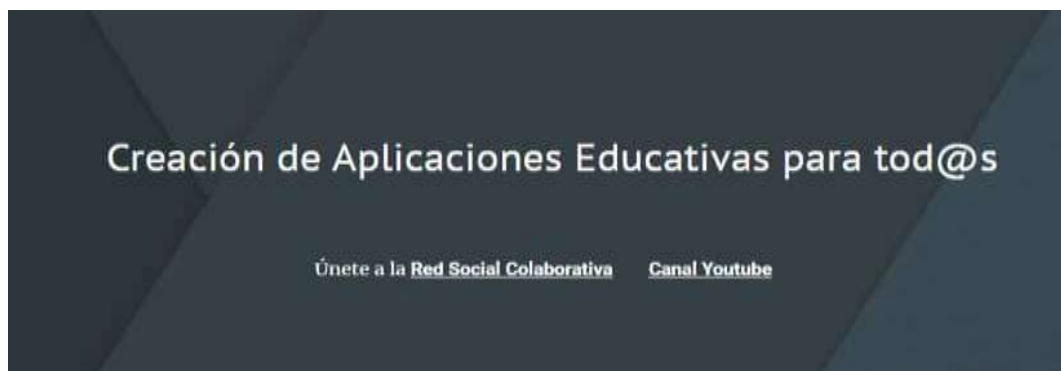 Creación de Aplicaciones Educativas para tod@s
Únete a la Red Social Colaborativa Canal Youtube